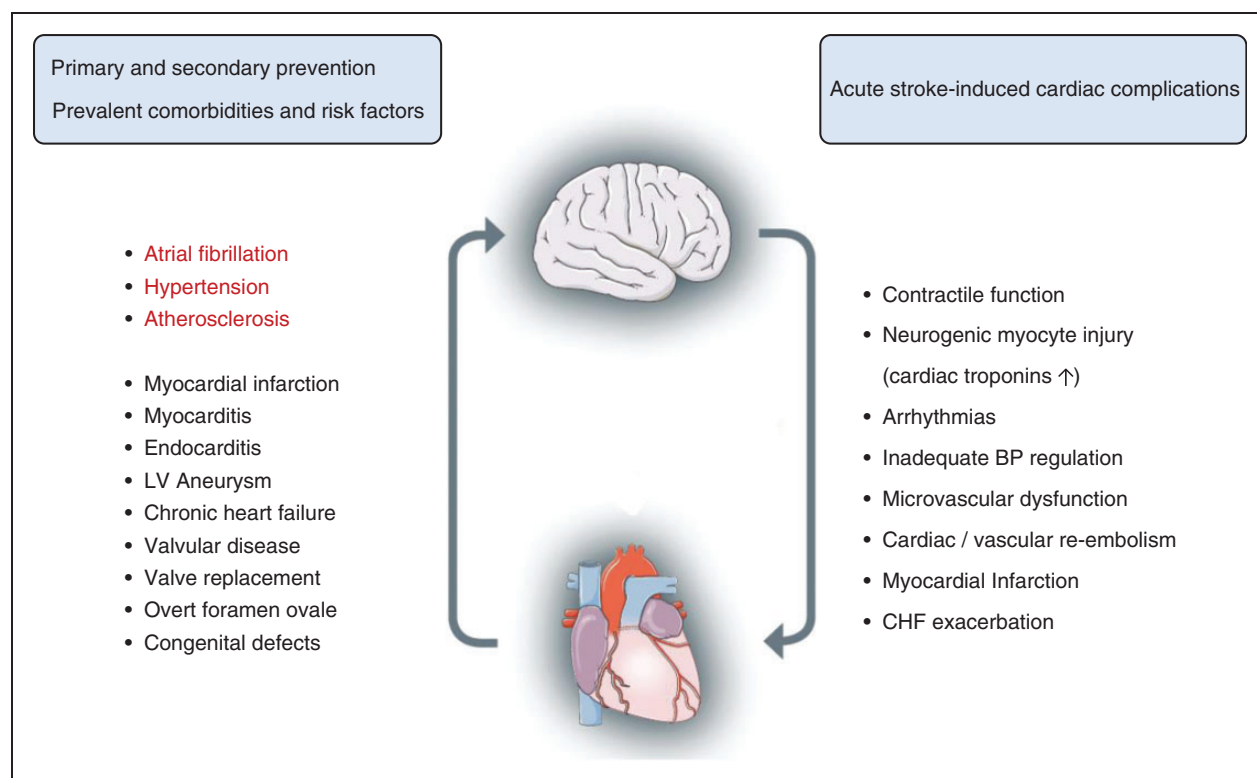 Primary and secondary prevention
Prevalent comorbidities and risk factors
Acute stroke-induced cardiac complications
• Atrial fibrillation
• Hypertension
• Atherosclerosis
• Myocardial infarction
• Myocarditis
• Endocarditis
• LV Aneurysm
• Chronic heart failure
• Valvular disease
• Valve replacement
• Overt foramen ovale
• Congenital defects
• Contractile function
• Neurogenic myocyte injury
(cardiac troponins ↑)
• Arrhythmias
• Inadequate BP regulation
• Microvascular dysfunction
• Cardiac / vascular re-embolism
• Myocardial Infarction
• CHF exacerbation